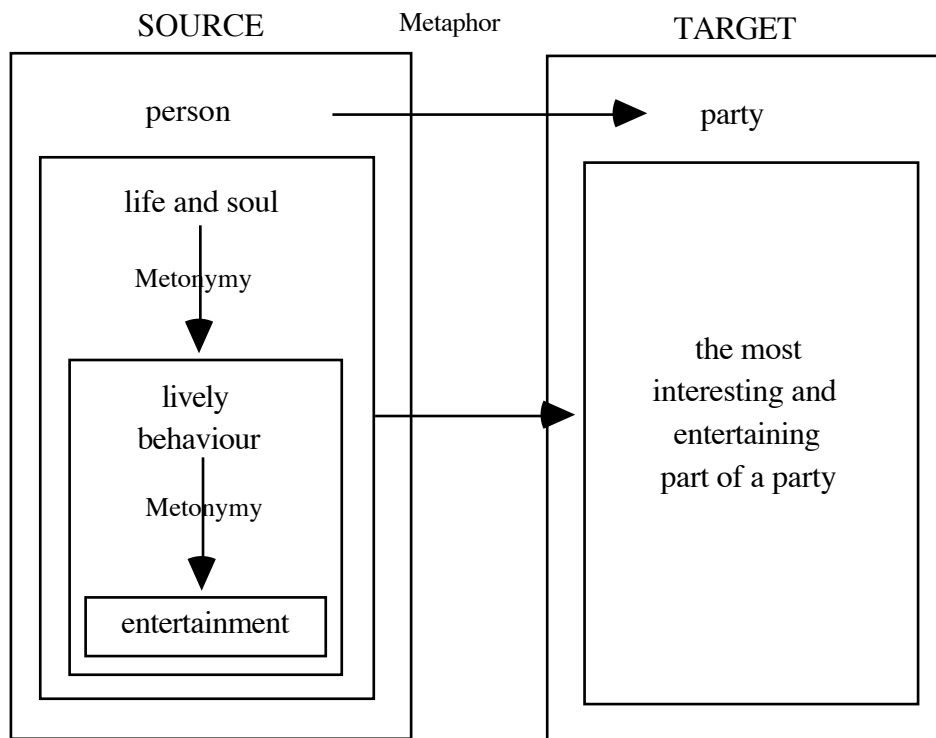 SOURCE
Metaphor
TARGET
person
party
life and soul
Metonymy
lively
behaviour
Metonymy
entertainment
the most
interesting and
entertaining
part of a party